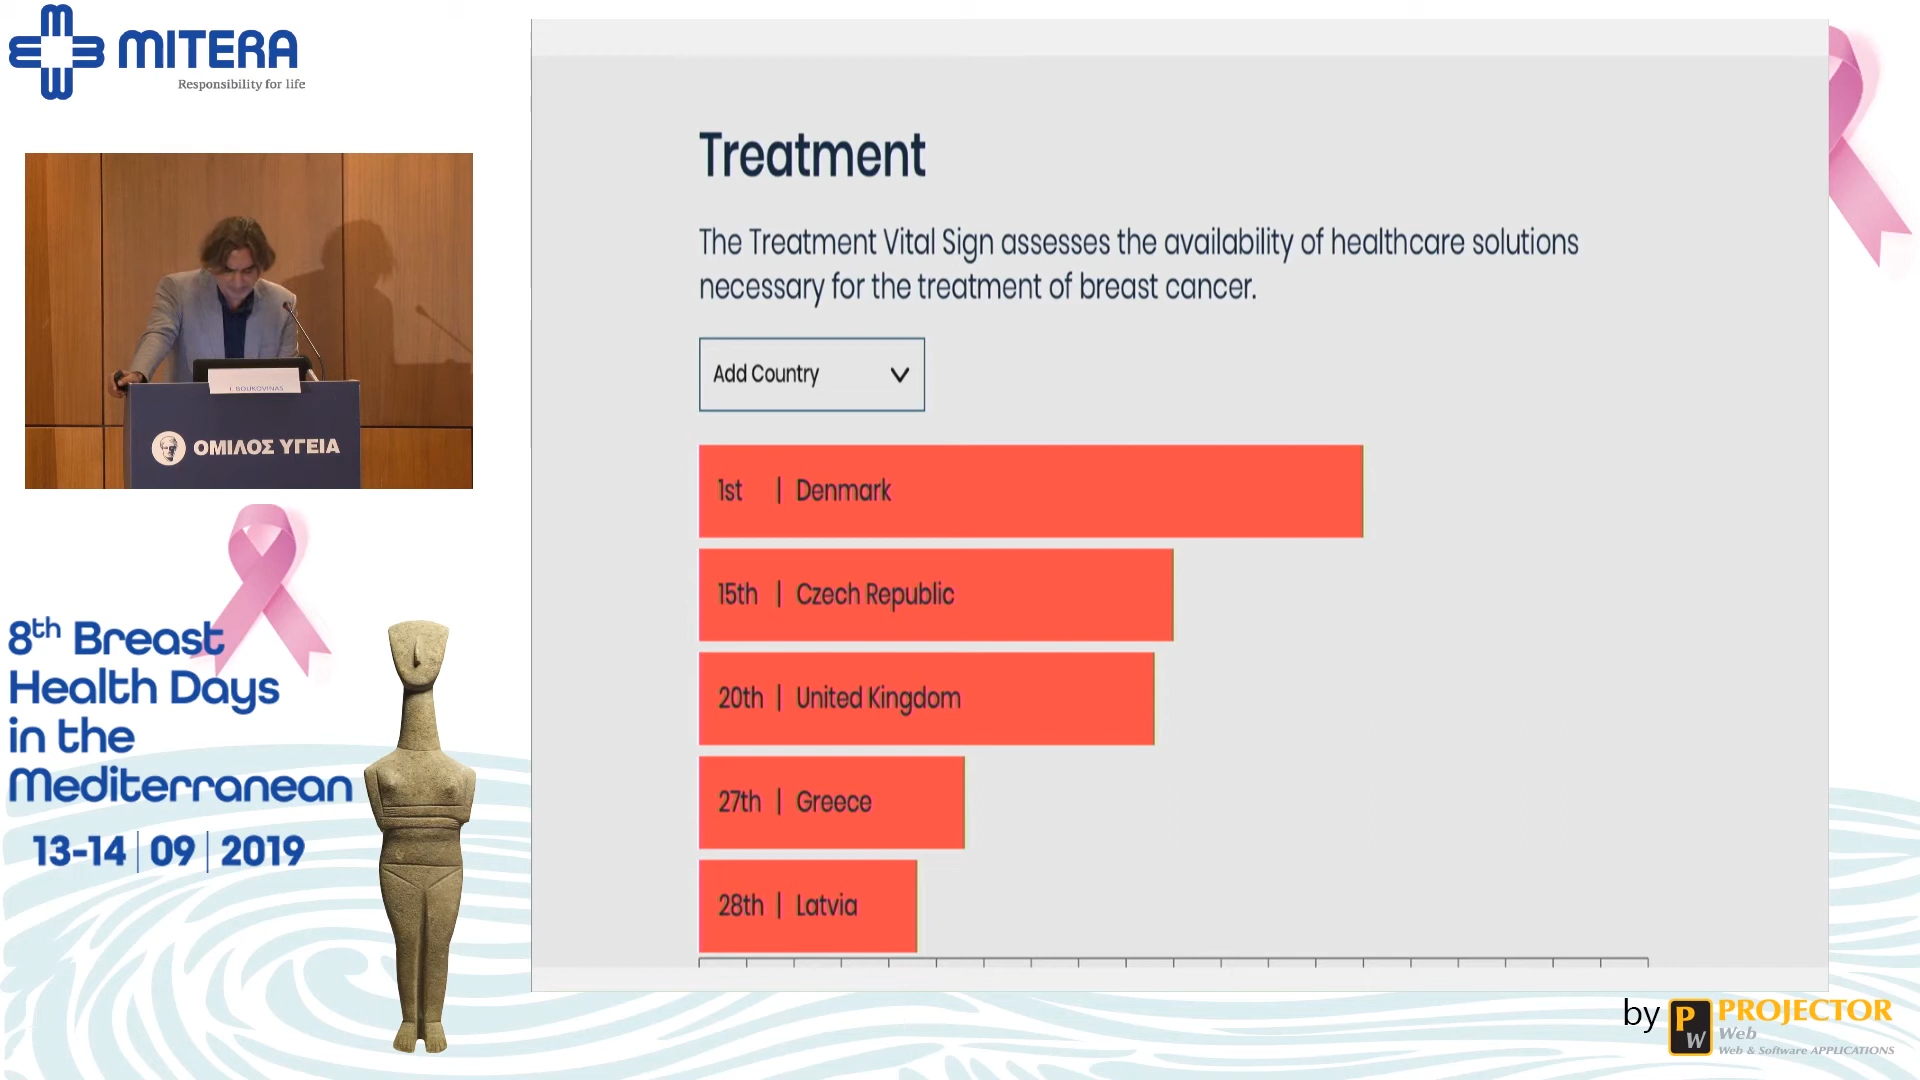 MITERA
Responsibility for life
I. BOUKOVINAS
ΟΜΙΛΟΣ ΥΓΕΙΑ
8th Breast
Health Days
in the
Mediterranean
13-14 | 09 | 2019
Treatment
The Treatment Vital Sign assesses the availability of healthcare solutions
necessary for the treatment of breast cancer.
Add Country
1st | Denmark
15th | Czech Republic
20th | United Kingdom
27th | Greece
28th | Latvia
by PW PROJECTOR
Web
Web & Software APPLICATIONS